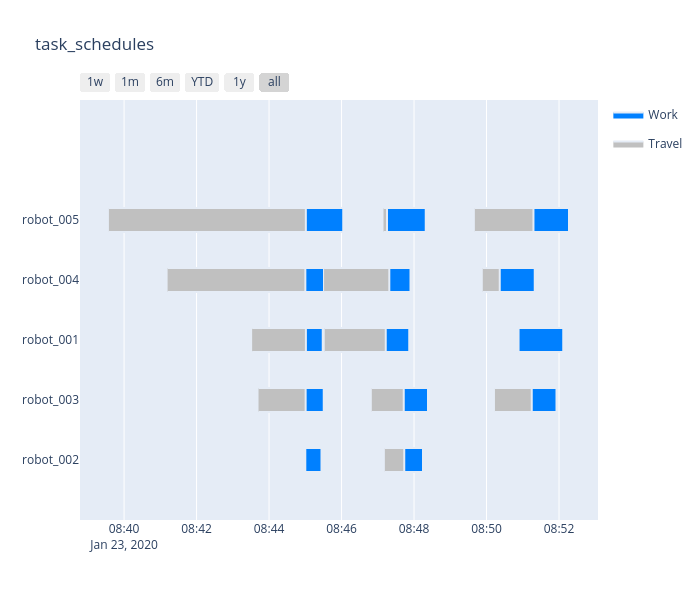 task_schedules
1w 1m 6m YTD 1y all
Work
Travel
robot_005
robot_004
robot_001
robot_003
robot_002
08:40 08:42 08:44 08:46 08:48 08:50 08:52
Jan 23, 2020